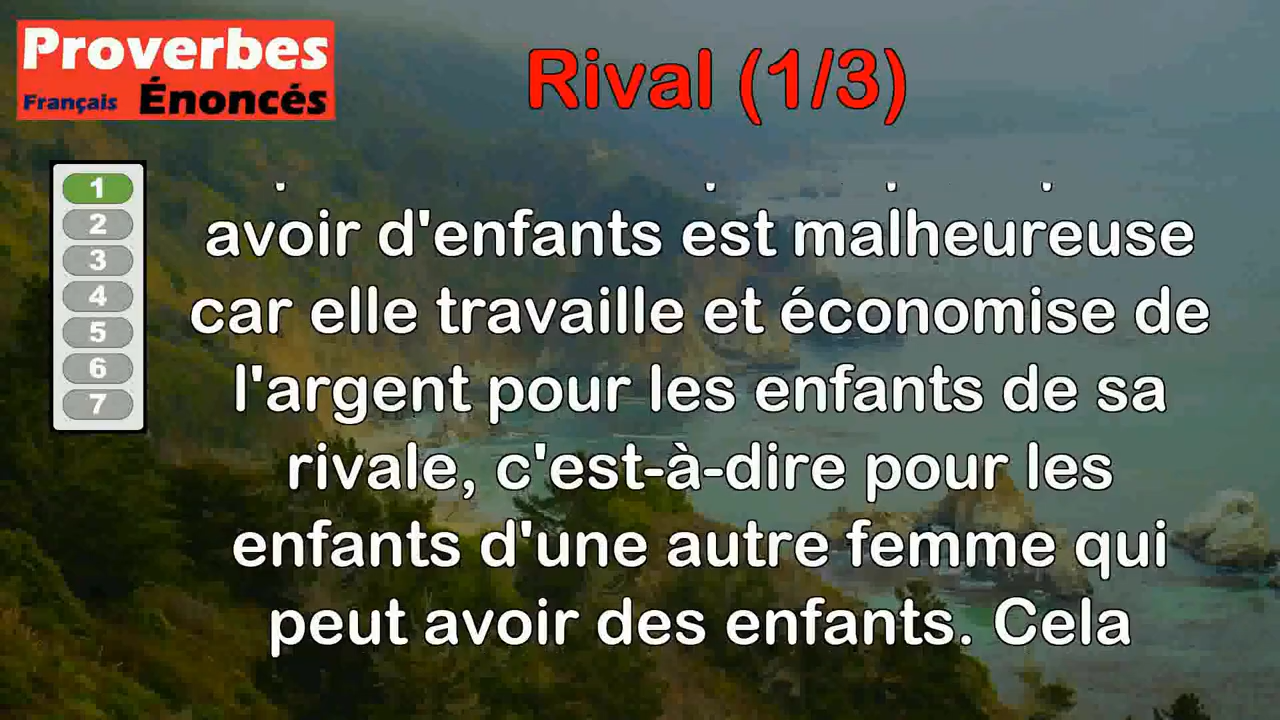 Proverbes
Français Énoncés
Rival (1/3)
1
2
3
4
5
6
7
avoir d'enfants est malheureuse
car elle travaille et économise de
l'argent pour les enfants de sa
rivale, c'est-à-dire pour les
enfants d'une autre femme qui
peut avoir des enfants. Cela